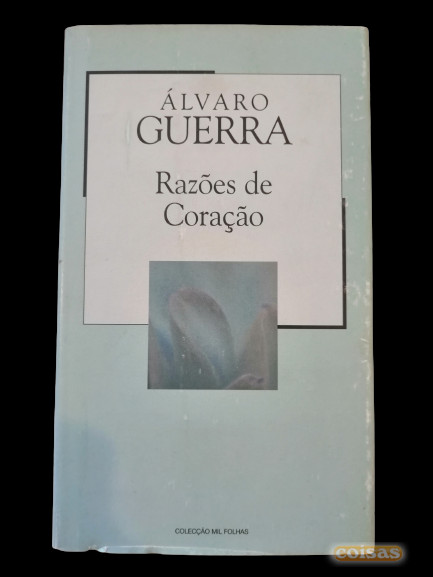 ÁLVARO
GUERRA
Razões de
Coração
COLECÇÃO MIL FOLHAS
coisas